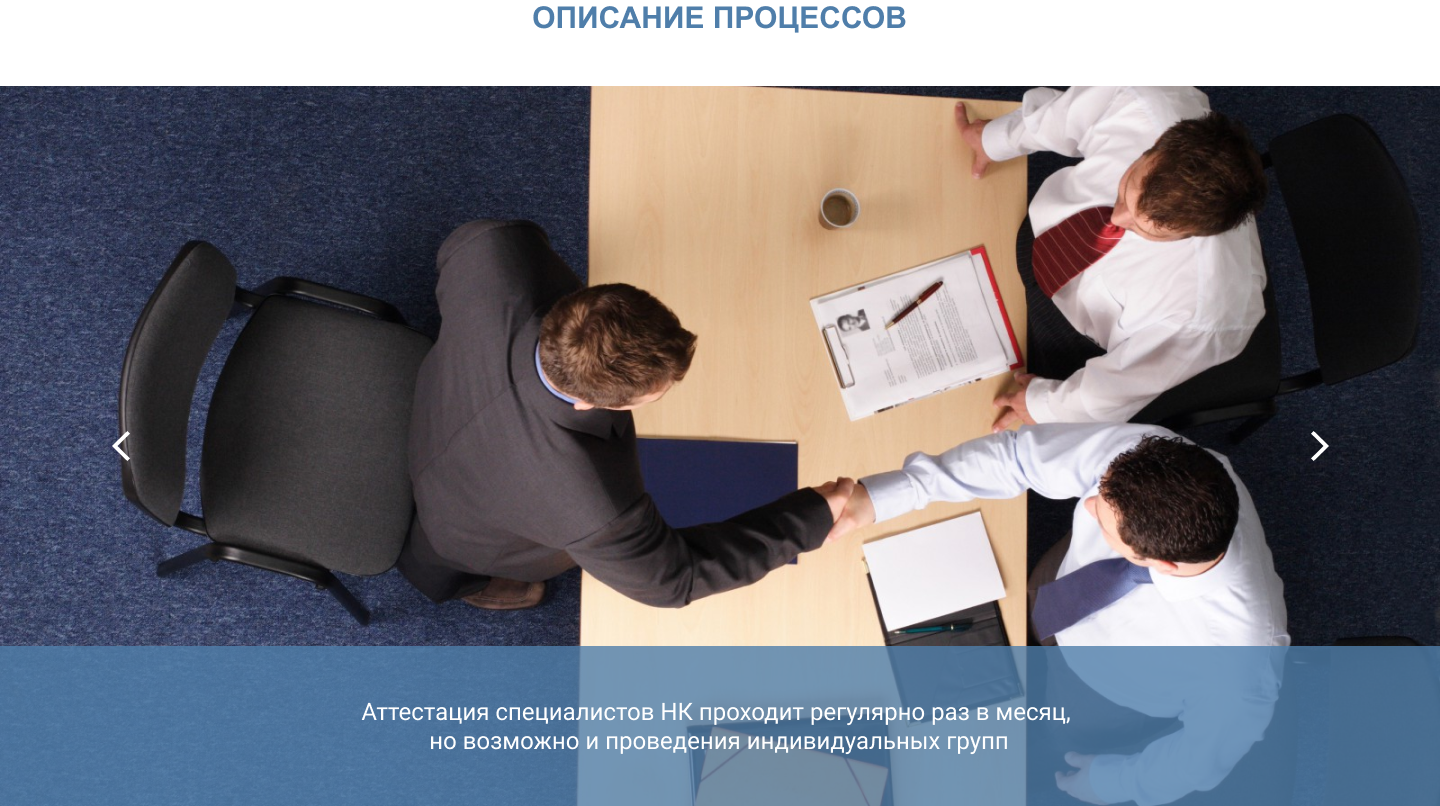 ОПИСАНИЕ ПРОЦЕССОВ
Аттестация специалистов НК проходит регулярно раз в месяц,
но возможно и проведения индивидуальных групп